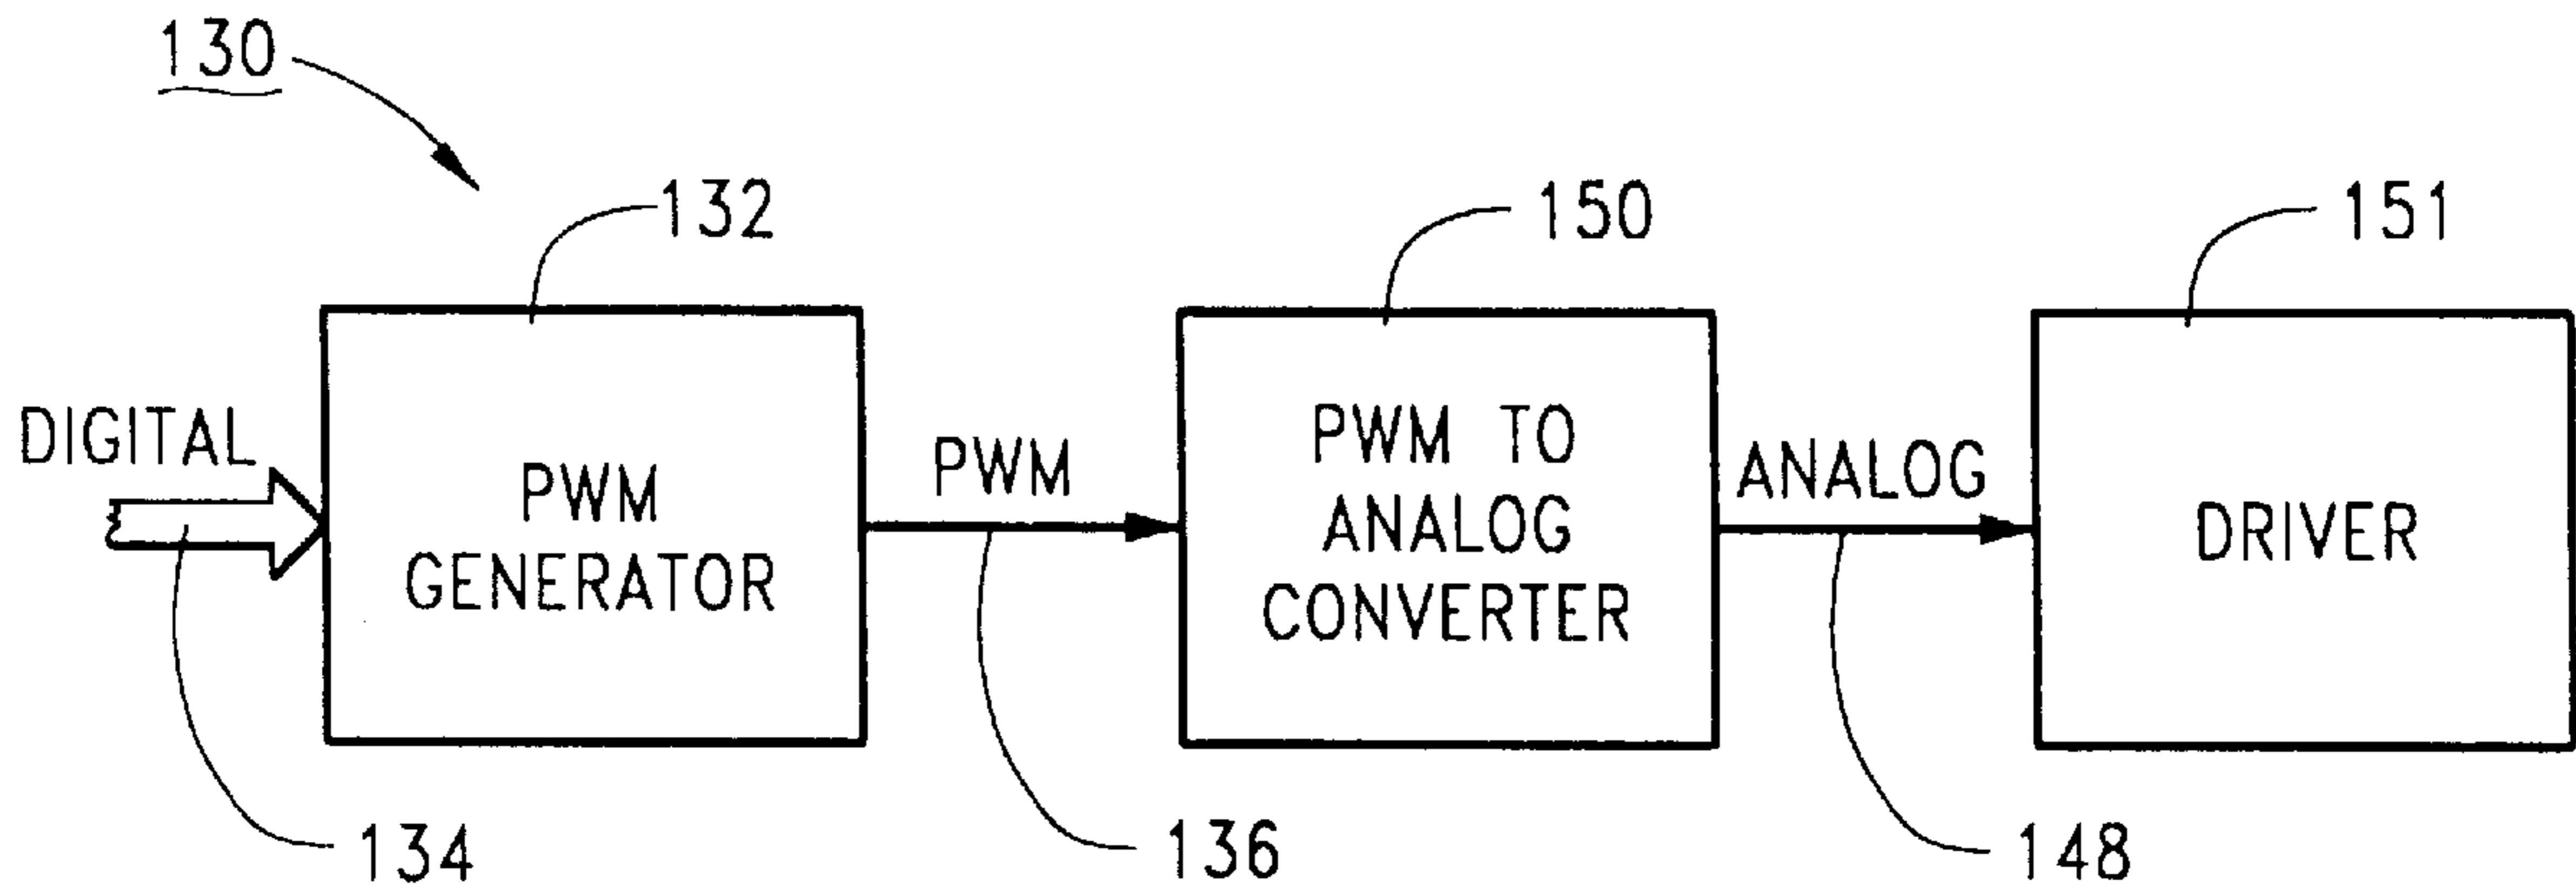 130
132
150
151
DIGITAL
PWM
GENERATOR
PWM
PWM TO
ANALOG
CONVERTER
ANALOG
DRIVER
134
136
148